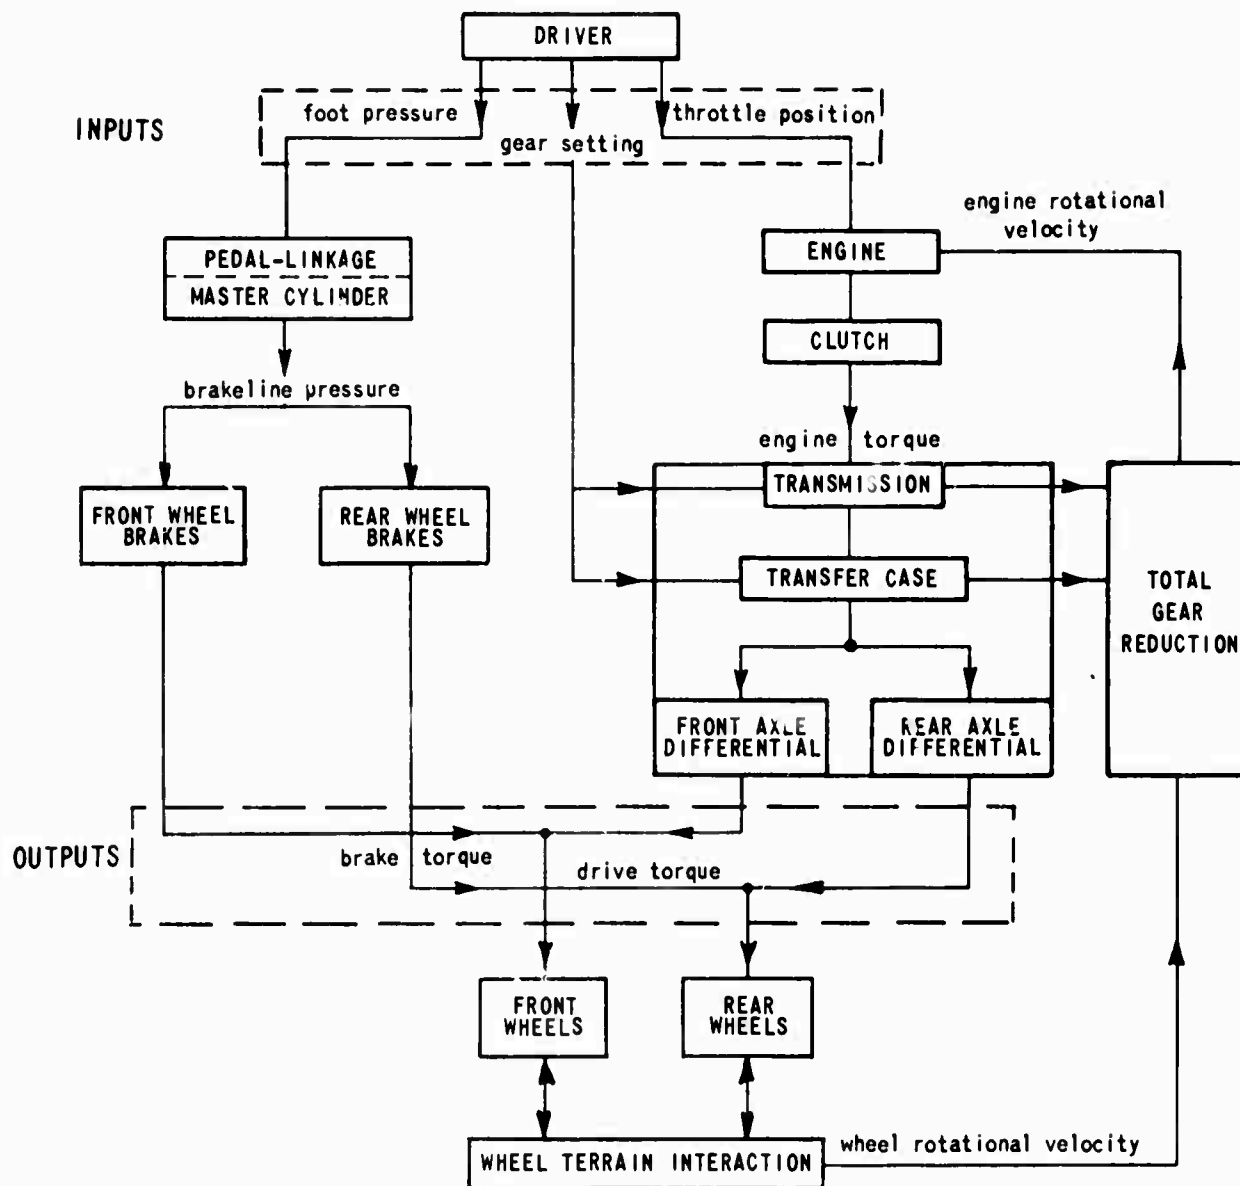 DRIVER
INPUTS
foot pressure
throttle position
gear setting
engine rotational
velocity
PEDAL-LINKAGE
MASTER CYLINDER
ENGINE
CLUTCH
brakeline pressure
engine torque
FRONT WHEEL
BRAKES
REAR WHEEL
BRAKES
TRANSMISSION
TRANSFER CASE
TOTAL
GEAR
REDUCTION
FRONT AXLE
DIFFERENTIAL
REAR AXLE
DIFFERENTIAL
OUTPUTS
brake torque
drive torque
FRONT
WHEELS
REAR
WHEELS
WHEEL TERRAIN INTERACTION
wheel rotational velocity